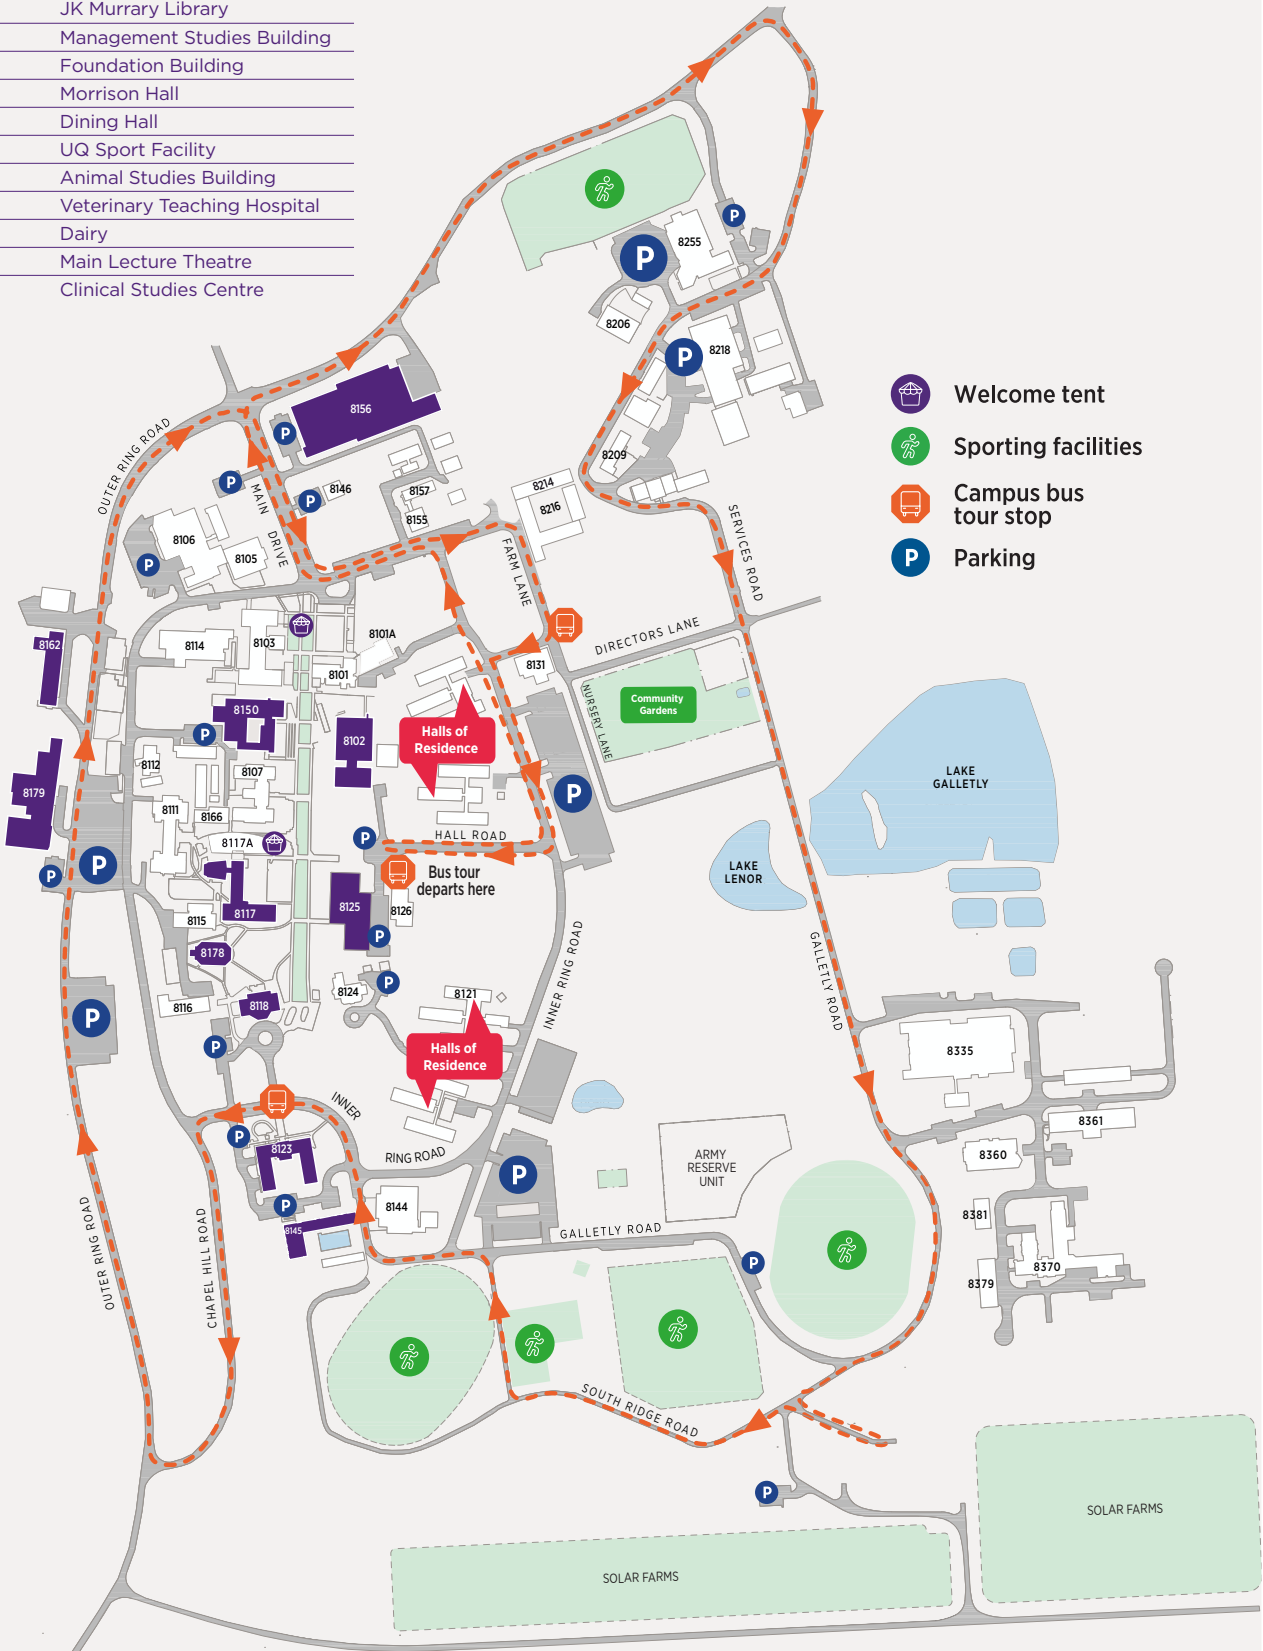 JK Murrary Library
Management Studies Building
Foundation Building
Morrison Hall
Dining Hall
UQ Sport Facility
Animal Studies Building
Veterinary Teaching Hospital
Dairy
Main Lecture Theatre
Clinical Studies Centre
P
8255
P
8206
P
8218
8156
P
8209
OUTER RING ROAD
P
MAIN DRIVE
P
8146
8157
8155
8214
8216
SERVICES ROAD
Welcome tent
Sporting facilities
Campus bus
tour stop
P
Parking
8106
8105
P
FARM LANE
8162
8114
8103
8101A
8101
DIRECTORS LANE
8131
NURSERY LANE
Community
Gardens
8150
P
8102
Halls of
Residence
8112
8107
8179
8111
8166
P
LAKE
GALLETLY
8117A
P
HALL ROAD
P
P
LAKE
LENOR
Bus tour
departs here
8125
8126
8115
8117
8178
P
GALLETLY ROAD
INNER RING ROAD
8116
8118
8124
P
8121
P
P
Halls of
Residence
8335
INNER
RING ROAD
P
8123
P
8145
8144
P
ARMY
RESERVE
UNIT
8361
8360
8381
8379
8370
OUTER RING ROAD
CHAPEL HILL ROAD
GALLETLY ROAD
P
SOUTH RIDGE ROAD
P
SOLAR FARMS
SOLAR FARMS